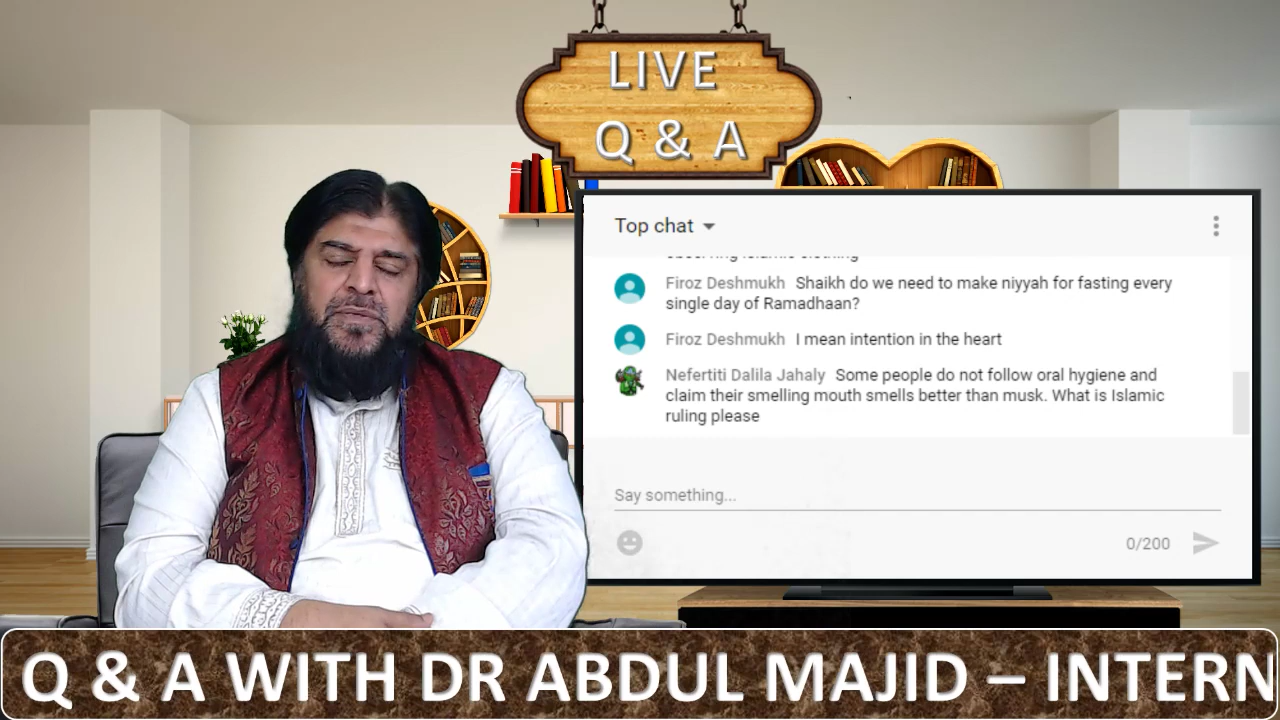 LIVE
Q & A
Top chat
observing Islamic clothing
Firoz Deshmukh Shaikh do we need to make niyyah for fasting every
single day of Ramadhaan?
Firoz Deshmukh I mean intention in the heart
Nefertiti Dalila Jahaly Some people do not follow oral hygiene and
claim their smelling mouth smells better than musk. What is Islamic
ruling please
Say something...
0/200
Q & A WITH DR ABDUL MAJID – INTERN